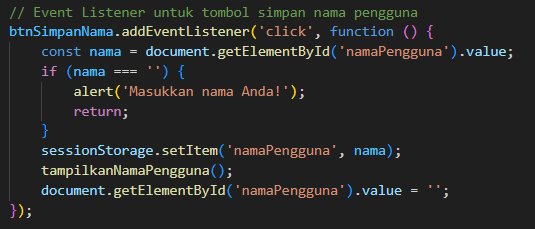 // Event Listener untuk tombol simpan nama pengguna
btnSimpanNama.addEventListener('click', function () {
    const nama = document.getElementById('namaPengguna').value;
    if (nama === '') {
        alert('Masukkan nama Anda!');
        return;
    }
    sessionStorage.setItem('namaPengguna', nama);
    tampilkanNamaPengguna();
    document.getElementById('namaPengguna').value = '';
});